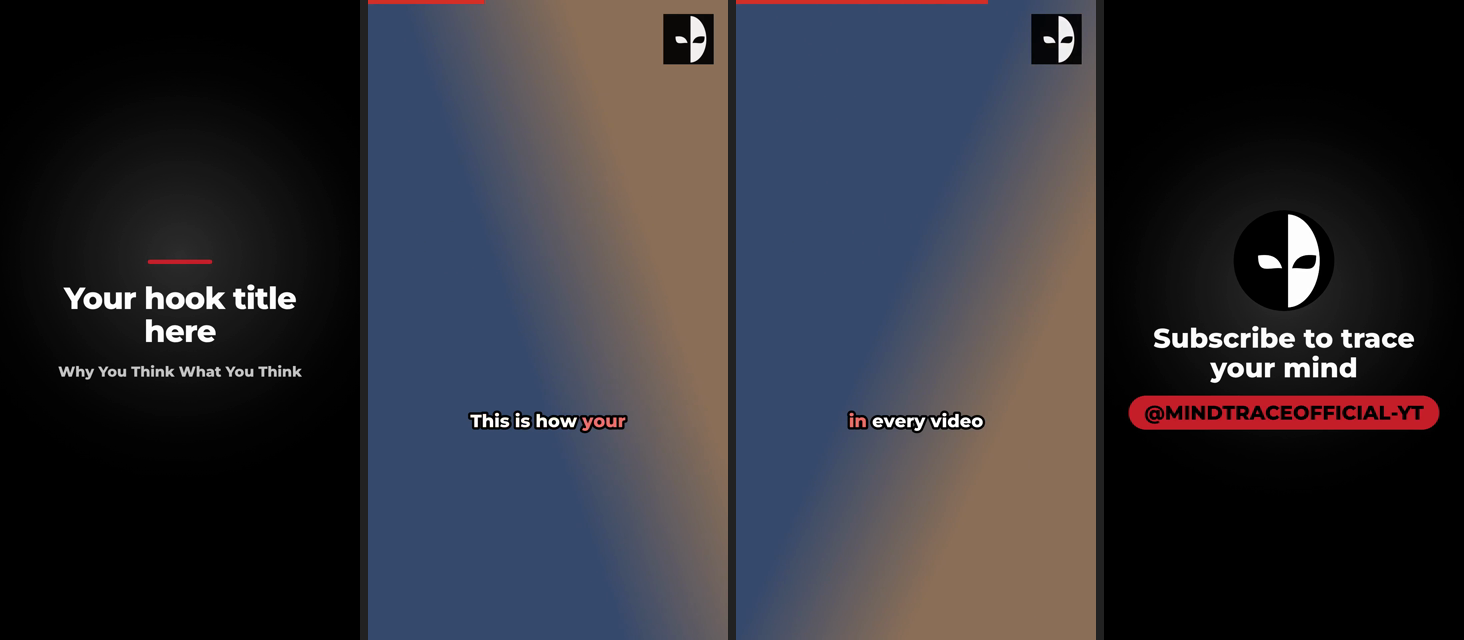 Your hook title
here
Why You Think What You Think
This is how your
in every video
Subscribe to trace
your mind
@MINDTRACEOFFICIAL-YT